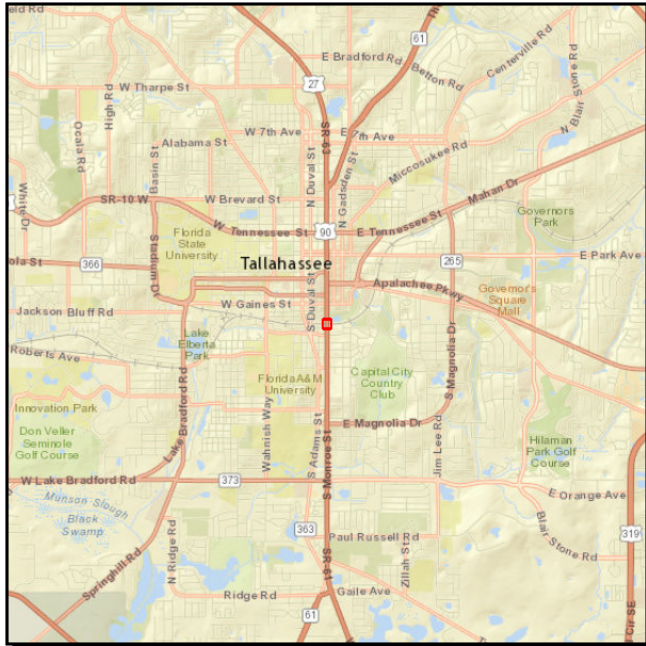 61
E Bradford Rd
Centerville Rd
Betton Rd
N Blair Stone Rd
W Tharpe St
27
High Rd
Ocala Rd
W 7th Ave
E 7th Ave
SR-63
Alabama St
Miccosukee Rd
Basin St
N Duval St
N Gadsden St
White Dr
SR-10 W
W Brevard St
Mahan Dr
W Tennessee St
90
E Tennessee St
Governors
Park
Florida
State
University
Stadium Dr
ola St
366
Tallahassee
265
E Park Ave
Apalachee Pkwy
Governor's
Square
Mall
W Gaines St
S Duval St
Jackson Bluff Rd
Lake
Elberta
Park
Roberts Ave
S Magnolia Dr
Capital City
Country
Club
Florida A&M
University
Innovation Park
Don Veller
Seminole
Golf Course
Lake Bradford Rd
Wahnish Way
S Adams St
E Magnolia Dr
Jim Lee Rd
Hilaman
Park Golf
Course
W Lake Bradford Rd
373
S Monroe St
E Orange Ave
Munson Slough
Black
Swamp
363
Paul Russell Rd
Blair Stone Rd
319
N Ridge Rd
Zillah St
SR-61
Springhill Rd
Ridge Rd
Gaile Ave
61
l Cir SE